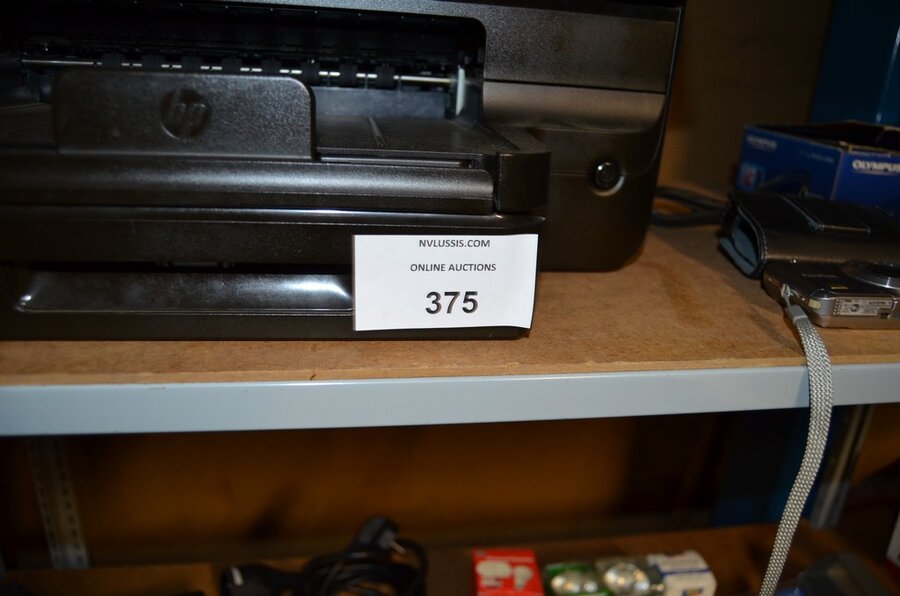 hp
NVLUSSIS.COM
ONLINE AUCTIONS
375
OLYMPUS